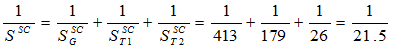 1/S^SC = 1/S_G^SC + 1/S_T1^SC + 1/S_T2^SC = 1/413 + 1/179 + 1/26 = 1/21.5